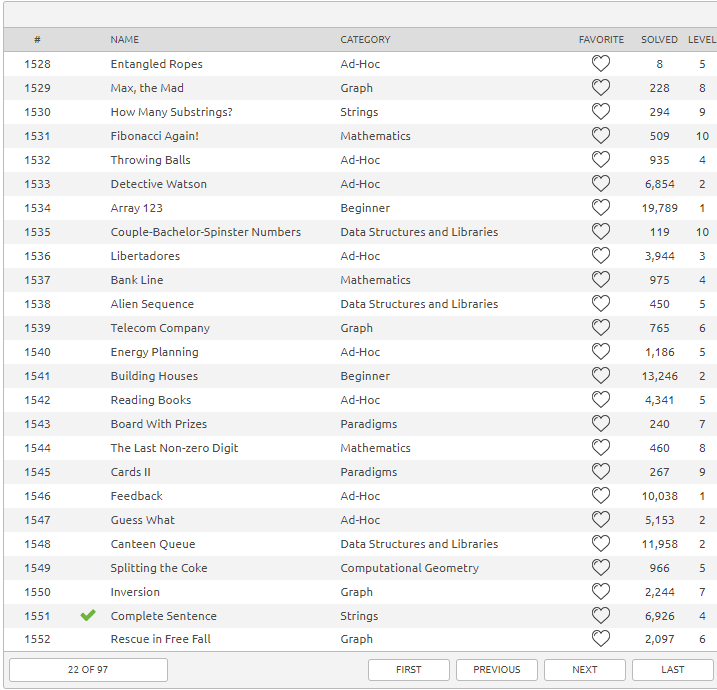 # NAME CATEGORY FAVORITE SOLVED LEVEL
1528 Entangled Ropes Ad-Hoc 8 5
1529 Max, the Mad Graph 228 8
1530 How Many Substrings? Strings 294 9
1531 Fibonacci Again! Mathematics 509 10
1532 Throwing Balls Ad-Hoc 935 4
1533 Detective Watson Ad-Hoc 6,854 2
1534 Array 123 Beginner 19,789 1
1535 Couple-Bachelor-Spinster Numbers Data Structures and Libraries 119 10
1536 Libertadores Ad-Hoc 3,944 3
1537 Bank Line Mathematics 975 4
1538 Alien Sequence Data Structures and Libraries 450 5
1539 Telecom Company Graph 765 6
1540 Energy Planning Ad-Hoc 1,186 5
1541 Building Houses Beginner 13,246 2
1542 Reading Books Ad-Hoc 4,341 5
1543 Board With Prizes Paradigms 240 7
1544 The Last Non-zero Digit Mathematics 460 8
1545 Cards II Paradigms 267 9
1546 Feedback Ad-Hoc 10,038 1
1547 Guess What Ad-Hoc 5,153 2
1548 Canteen Queue Data Structures and Libraries 11,958 2
1549 Splitting the Coke Computational Geometry 966 5
1550 Inversion Graph 2,244 7
1551 Complete Sentence Strings 6,926 4
1552 Rescue in Free Fall Graph 2,097 6
22 OF 97 FIRST PREVIOUS NEXT LAST